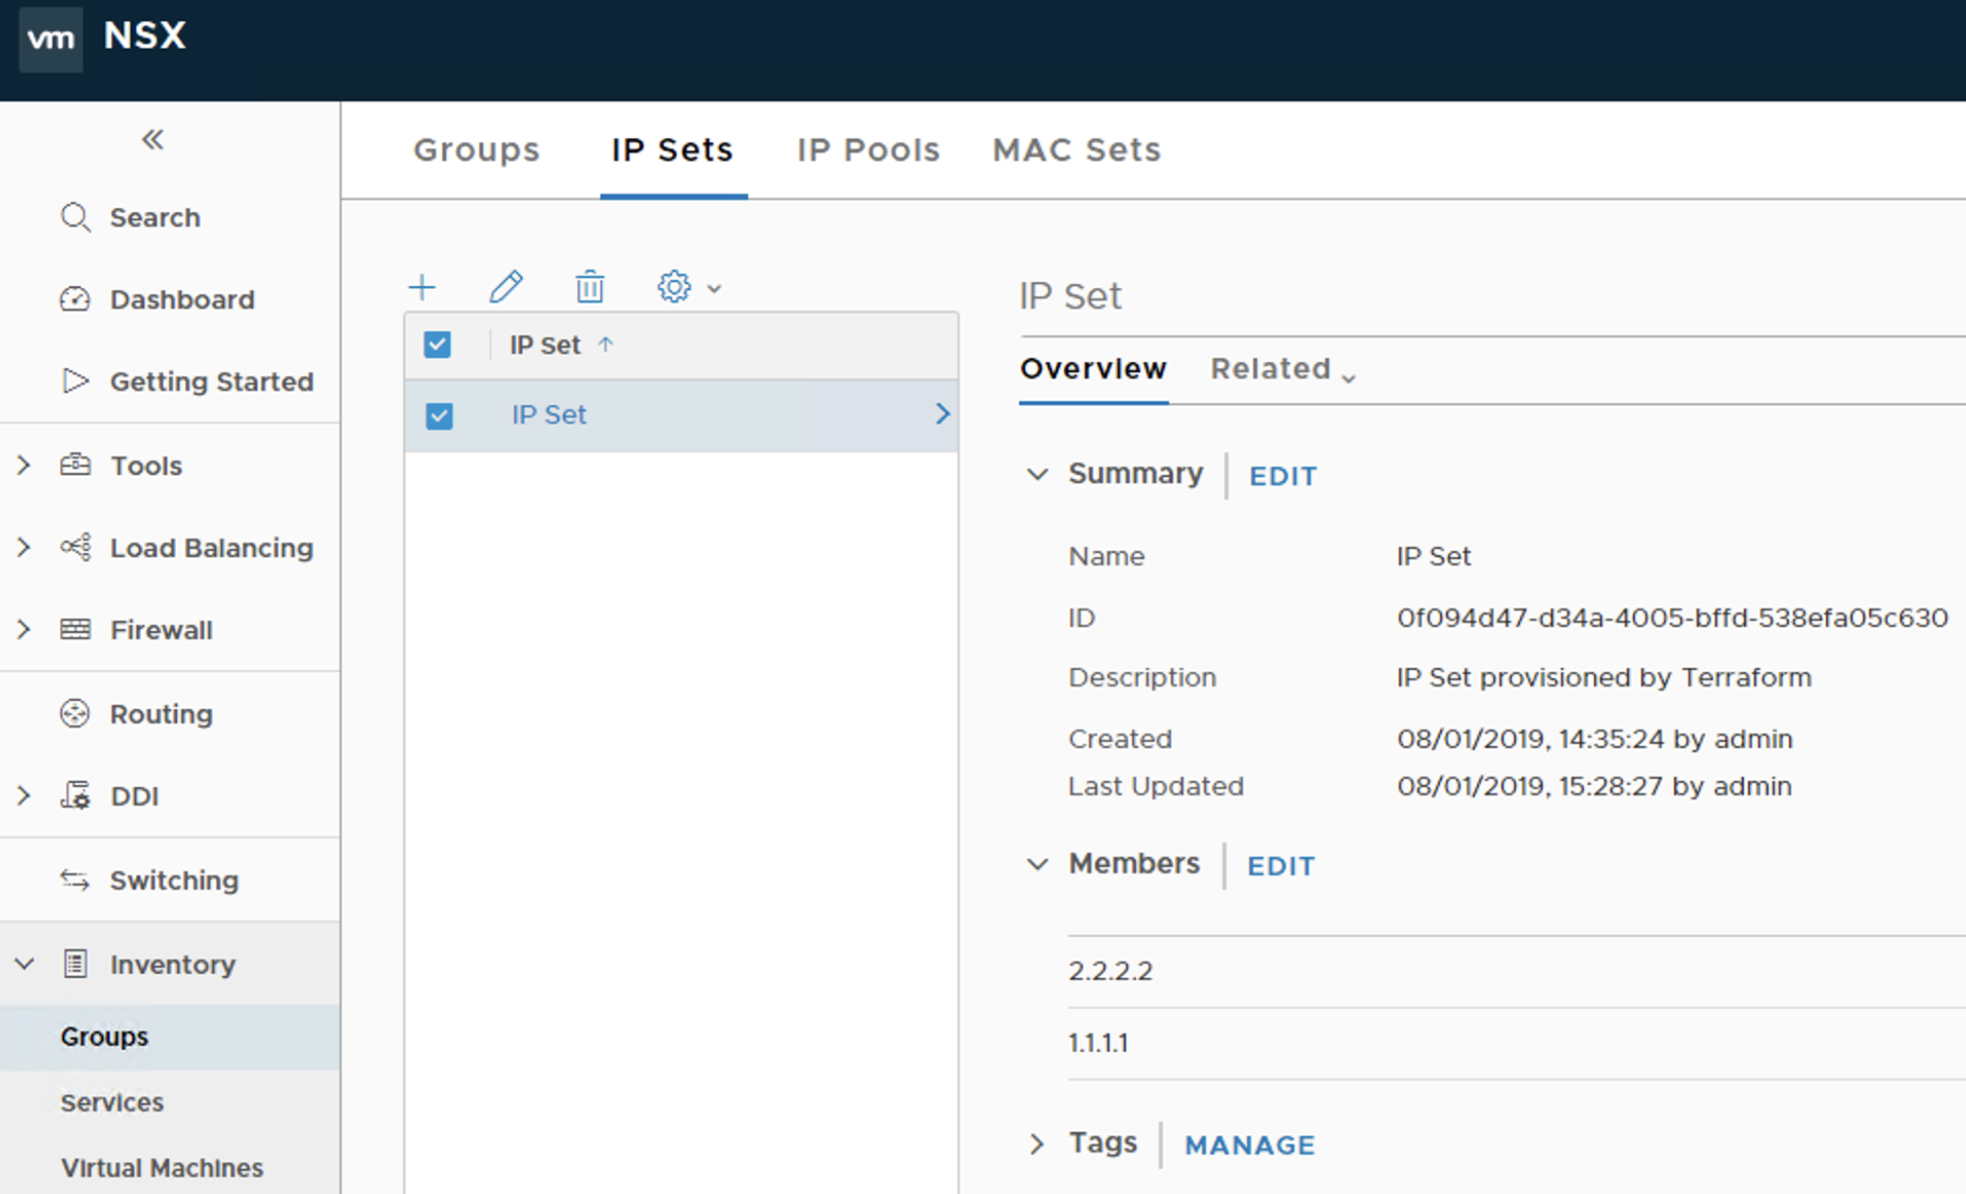 vm NSX
Groups IP Sets IP Pools MAC Sets
Search
Dashboard
Getting Started
Tools
Load Balancing
Firewall
Routing
DDI
Switching
Inventory
Groups
Services
Virtual Machines
IP Set
IP Set
IP Set
Overview Related
Summary EDIT
Name IP Set
ID 0f094d47-d34a-4005-bffd-538efa05c630
Description IP Set provisioned by Terraform
Created 08/01/2019, 14:35:24 by admin
Last Updated 08/01/2019, 15:28:27 by admin
Members EDIT
2.2.2.2
1.1.1.1
Tags MANAGE